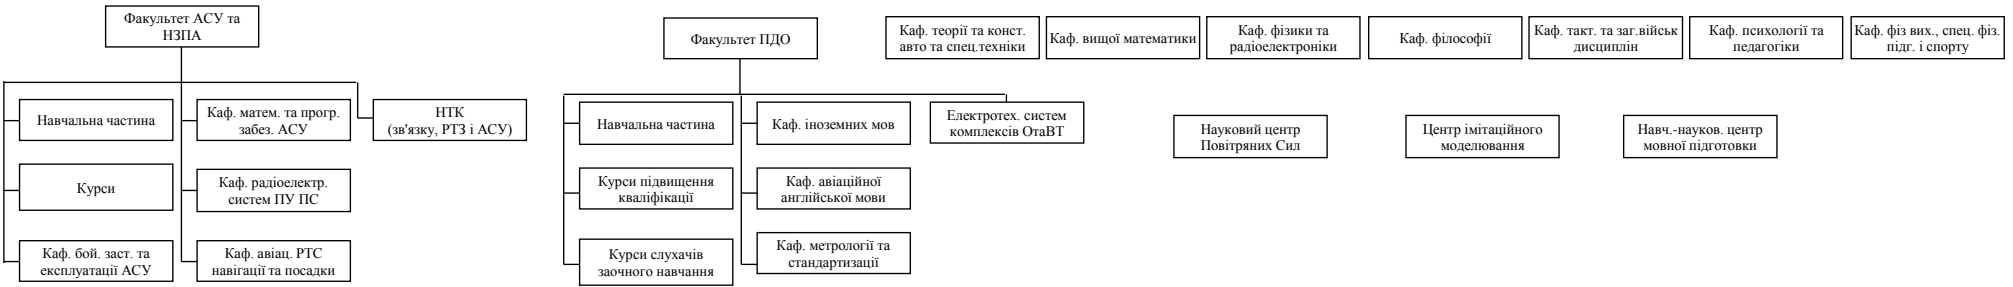 Факультет АСУ та
НЗПА
Навчальна частина
Каф. матем. та прогр.
забез. АСУ
НТК
(зв'язку, РТЗ і АСУ)
Курси
Каф. радіоелектр.
систем ПУ ПС
Каф. бой. заст. та
експлуатації АСУ
Каф. авіац. РТС
навігації та посадки
Факультет ПДО
Навчальна частина
Каф. іноземних мов
Електротех. систем
комплексів ОтаВТ
Курси підвищення
кваліфікації
Каф. авіаційної
англійської мови
Курси слухачів
заочного навчання
Каф. метрології та
стандартизації
Каф. теорії та конст.
авто та спец.техніки
Каф. вищої математики
Каф. фізики та
радіоелектроніки
Каф. філософії
Каф. такт. та заг.військ
дисциплін
Каф. психології та
педагогіки
Каф. фіз вих., спец. фіз.
підг. і спорту
Науковий центр
Повітряних Сил
Центр імітаційного
моделювання
Навч.-науков. центр
мовної підготовки